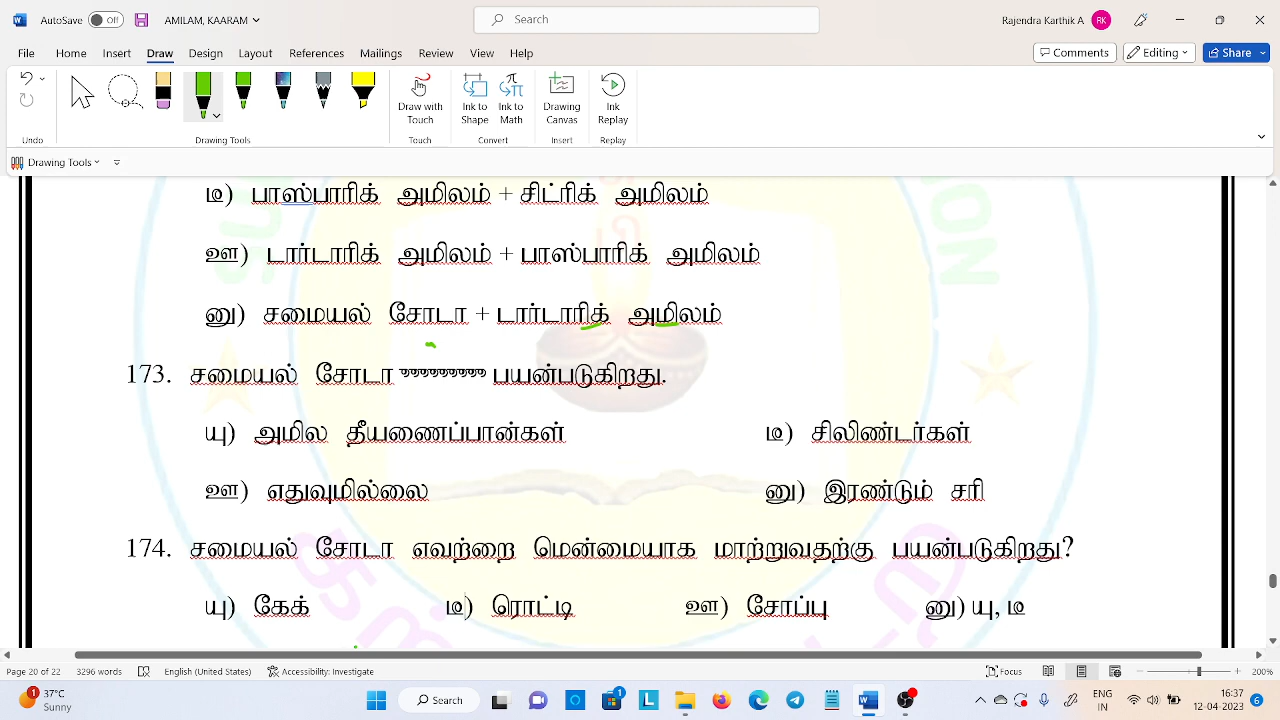 AutoSave Off AMILAM, KAARAM Search Rajendra Karthik A RK
File Home Insert Draw Design Layout References Mailings Review View Help Comments Editing Share
Draw with Touch Ink to Shape Ink to Math Drawing Canvas Ink Replay
Undo Drawing Tools Touch Convert Insert Replay
Drawing Tools
டீ) பாஸ்பாரிக் அமிலம் + சிட்ரிக் அமிலம்
ஊ) டார்டாரிக் அமிலம் + பாஸ்பாரிக் அமிலம்
னு) சமையல் சோடா + டார்டாரிக் அமிலம்
173. சமையல் சோடா பயன்படுகிறது.
யு) அமில தீயணைப்பான்கள் டீ) சிலிண்டர்கள்
ஊ) எதுவுமில்லை னு) இரண்டும் சரி
174. சமையல் சோடா எவற்றை மென்மையாக மாற்றுவதற்கு பயன்படுகிறது?
யு) கேக் டீ) ரொட்டி ஊ) சோப்பு னு) யு, டீ
Page 20 of 22 3296 words English (United States) Accessibility: Investigate Focus 200%
1 37°C Sunny Search 1 ENG IN 16:37 12-04-2023 6